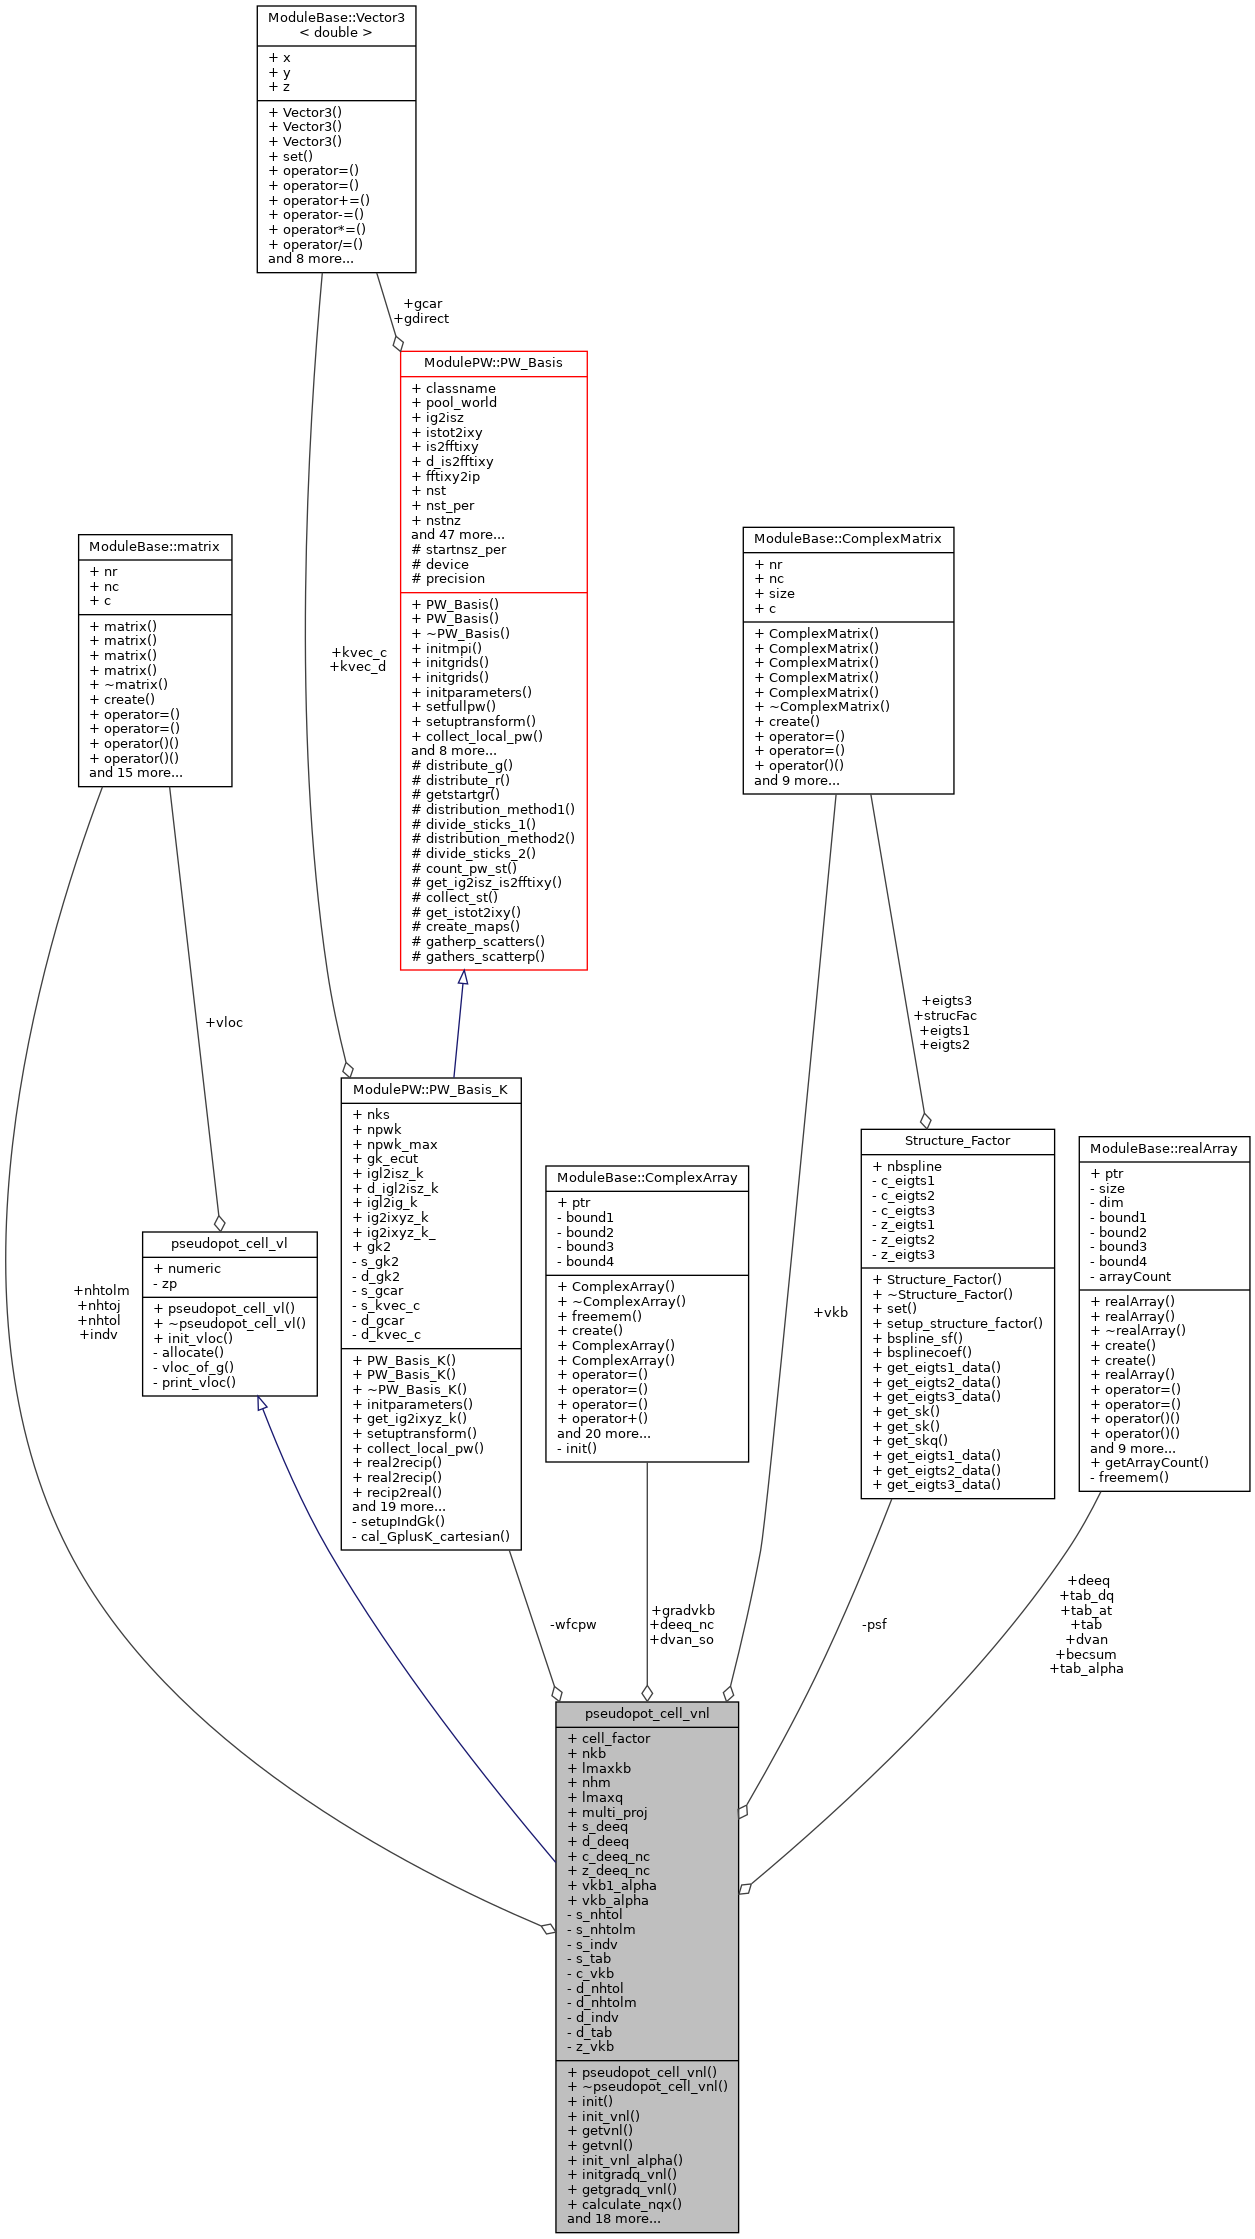 ModuleBase::Vector3
< double >
+ x
+ y
+ z
+ Vector3()
+ Vector3()
+ Vector3()
+ set()
+ operator=()
+ operator=()
+ operator+=()
+ operator-=()
+ operator*=()
+ operator/=()
and 8 more...
+gcar
+gdirect
ModulePW::PW_Basis
+ classname
+ pool_world
+ ig2isz
+ istot2ixy
+ is2fftixy
+ d_is2fftixy
+ fftixy2ip
+ nst
+ nst_per
+ nstnz
and 47 more...
# startnsz_per
# device
# precision
+ PW_Basis()
+ PW_Basis()
+ ~PW_Basis()
+ initmpi()
+ initgrids()
+ initgrids()
+ initparameters()
+ setfullpw()
+ setuptransform()
+ collect_local_pw()
and 8 more...
# distribute_g()
# distribute_r()
# getstartgr()
# distribution_method1()
# divide_sticks_1()
# distribution_method2()
# divide_sticks_2()
# count_pw_st()
# get_ig2isz_is2fftixy()
# collect_st()
# get_istot2ixy()
# create_maps()
# gatherp_scatters()
# gathers_scatterp()
+kvec_c
+kvec_d
ModuleBase::matrix
+ nr
+ nc
+ c
+ matrix()
+ matrix()
+ matrix()
+ matrix()
+ ~matrix()
+ create()
+ operator=()
+ operator=()
+ operator()()
+ operator()()
and 15 more...
ModuleBase::ComplexMatrix
+ nr
+ nc
+ size
+ c
+ ComplexMatrix()
+ ComplexMatrix()
+ ComplexMatrix()
+ ComplexMatrix()
+ ComplexMatrix()
+ ~ComplexMatrix()
+ create()
+ operator=()
+ operator=()
+ operator()()
and 9 more...
+vloc
+eigts3
+strucFac
+eigts1
+eigts2
pseudopot_cell_vl
+ numeric
- zp
+ pseudopot_cell_vl()
+ ~pseudopot_cell_vl()
+ init_vloc()
- allocate()
- vloc_of_g()
- print_vloc()
+nhtolm
+nhtoj
+nhtol
+indv
ModulePW::PW_Basis_K
+ nks
+ npwk
+ npwk_max
+ gk_ecut
+ igl2isz_k
+ d_igl2isz_k
+ igl2ig_k
+ ig2ixyz_k
+ ig2ixyz_k_
+ gk2
- s_gk2
- d_gk2
- s_gcar
- s_kvec_c
- d_gcar
- d_kvec_c
+ PW_Basis_K()
+ PW_Basis_K()
+ ~PW_Basis_K()
+ initparameters()
+ get_ig2ixyz_k()
+ setuptransform()
+ collect_local_pw()
+ real2recip()
+ real2recip()
+ recip2real()
and 19 more...
- setupIndGk()
- cal_GplusK_cartesian()
ModuleBase::ComplexArray
+ ptr
- bound1
- bound2
- bound3
- bound4
+ ComplexArray()
+ ~ComplexArray()
+ freemem()
+ create()
+ ComplexArray()
+ ComplexArray()
+ operator=()
+ operator=()
+ operator=()
+ operator+()
and 20 more...
- init()
+vkb
Structure_Factor
+ nbspline
- c_eigts1
- c_eigts2
- c_eigts3
- z_eigts1
- z_eigts2
- z_eigts3
+ Structure_Factor()
+ ~Structure_Factor()
+ set()
+ setup_structure_factor()
+ bspline_sf()
+ bsplinecoef()
+ get_eigts1_data()
+ get_eigts2_data()
+ get_eigts3_data()
+ get_sk()
+ get_sk()
+ get_skq()
+ get_eigts1_data()
+ get_eigts2_data()
+ get_eigts3_data()
ModuleBase::realArray
+ ptr
- size
- dim
- bound1
- bound2
- bound3
- bound4
- arrayCount
+ realArray()
+ realArray()
+ ~realArray()
+ create()
+ create()
+ realArray()
+ operator=()
+ operator=()
+ operator()()
+ operator()()
and 9 more...
+ getArrayCount()
- freemem()
-wfcpw
+gradvkb
+deeq_nc
+dvan_so
-psf
+deeq
+tab_dq
+tab_at
+tab
+dvan
+becsum
+tab_alpha
pseudopot_cell_vnl
+ cell_factor
+ nkb
+ lmaxkb
+ nhm
+ lmaxq
+ multi_proj
+ s_deeq
+ d_deeq
+ c_deeq_nc
+ z_deeq_nc
+ vkb1_alpha
+ vkb_alpha
- s_nhtol
- s_nhtolm
- s_indv
- s_tab
- c_vkb
- d_nhtol
- d_nhtolm
- d_indv
- d_tab
- z_vkb
+ pseudopot_cell_vnl()
+ ~pseudopot_cell_vnl()
+ init()
+ init_vnl()
+ getvnl()
+ getvnl()
+ init_vnl_alpha()
+ initgradq_vnl()
+ getgradq_vnl()
+ calculate_nqx()
and 18 more...